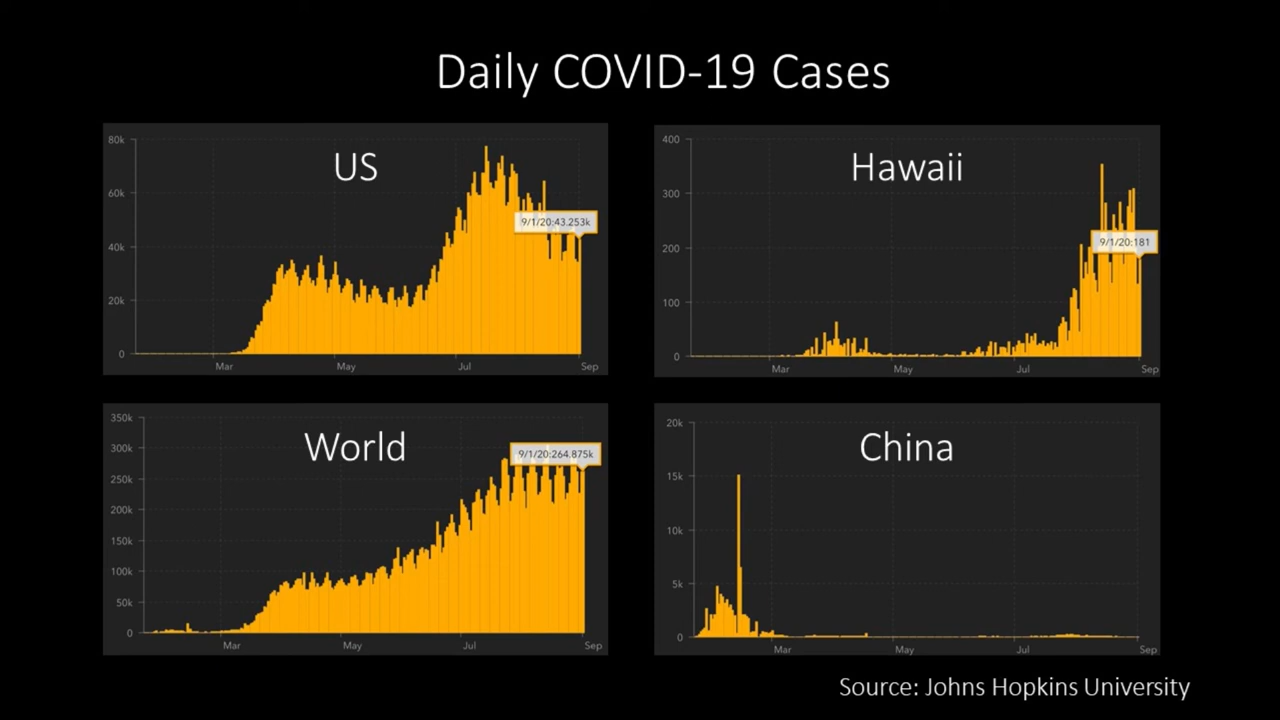 Daily COVID-19 Cases
US
80k
60k
40k
20k
0
9/1/20:43.253k
Mar May Jul Sep
Hawaii
400
300
200
100
0
9/1/20:181
Mar May Jul Sep
World
350k
300k
250k
200k
150k
100k
50k
0
9/1/20:264.875k
Mar May Jul Sep
China
20k
15k
10k
5k
0
Mar May Jul Sep
Source: Johns Hopkins University